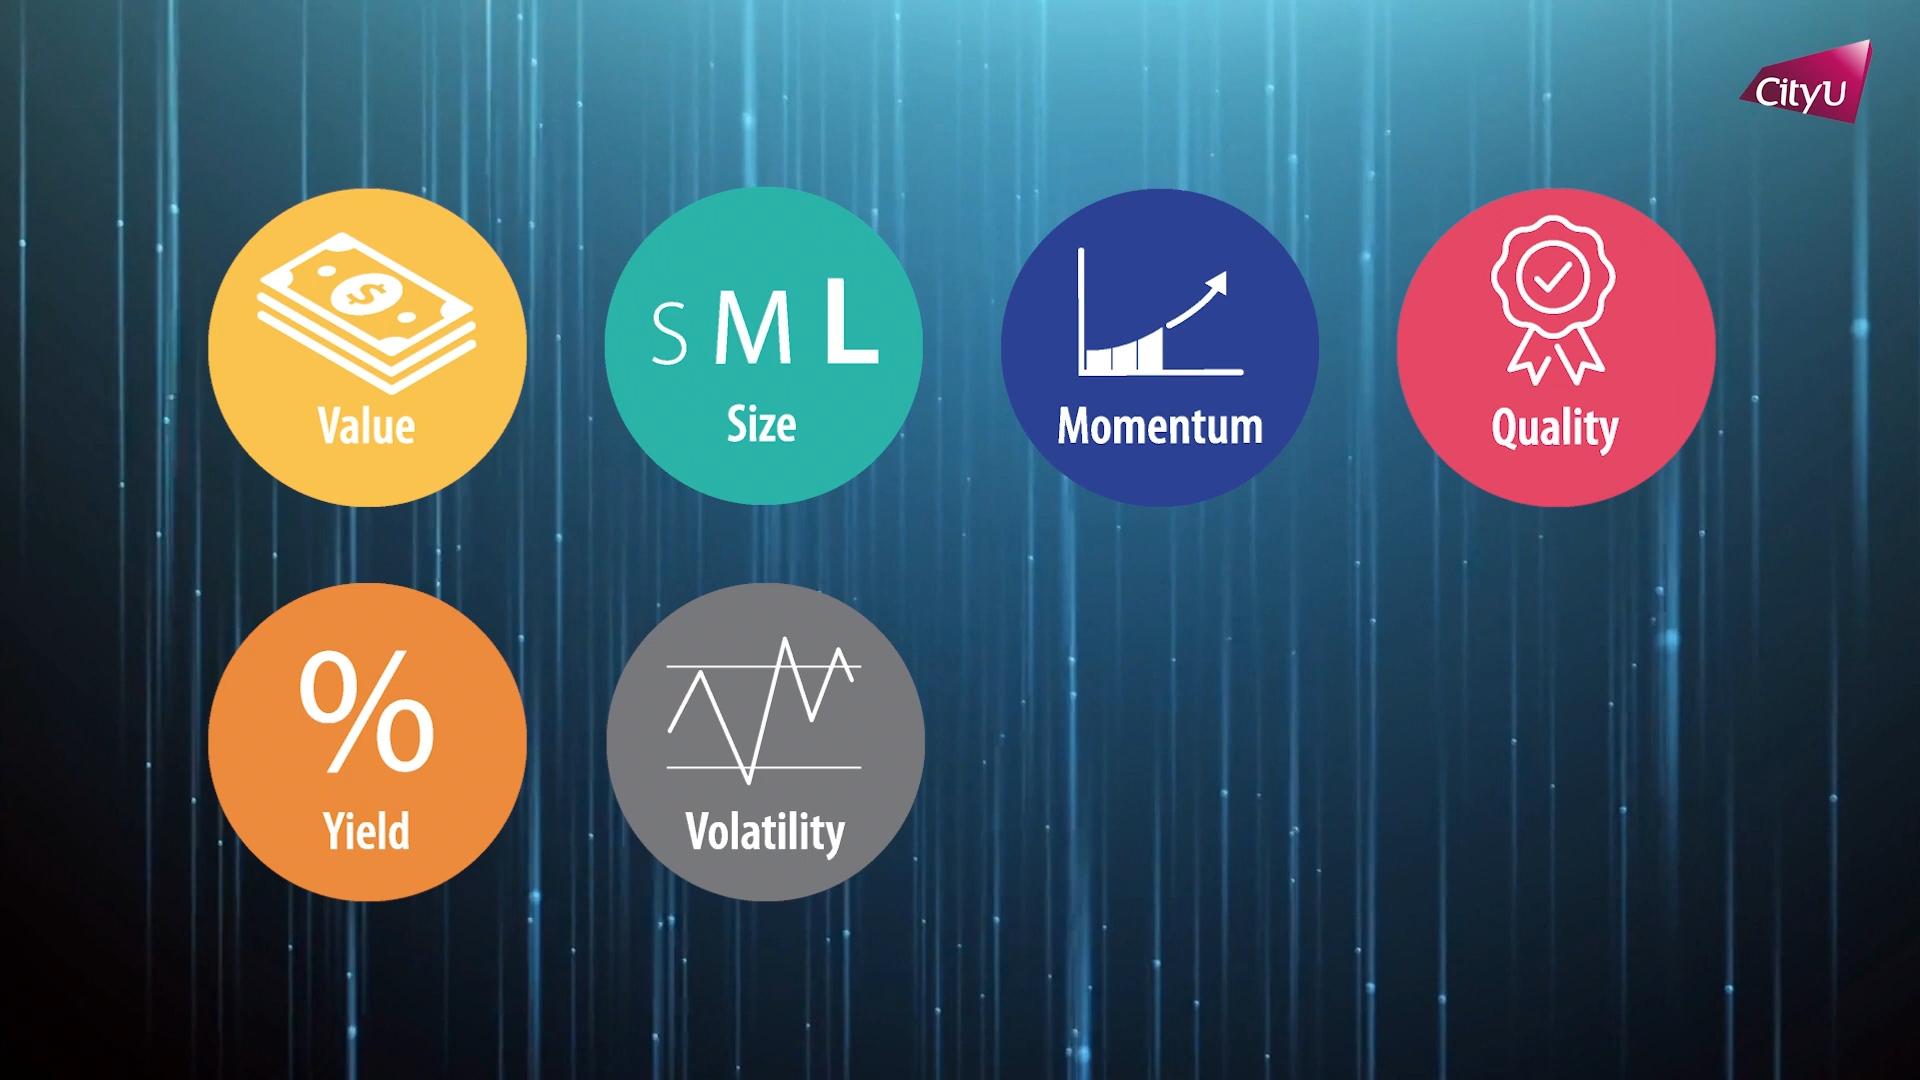 CityU
$
S M L
Value
Size
Momentum
Quality
%
Yield
Volatility